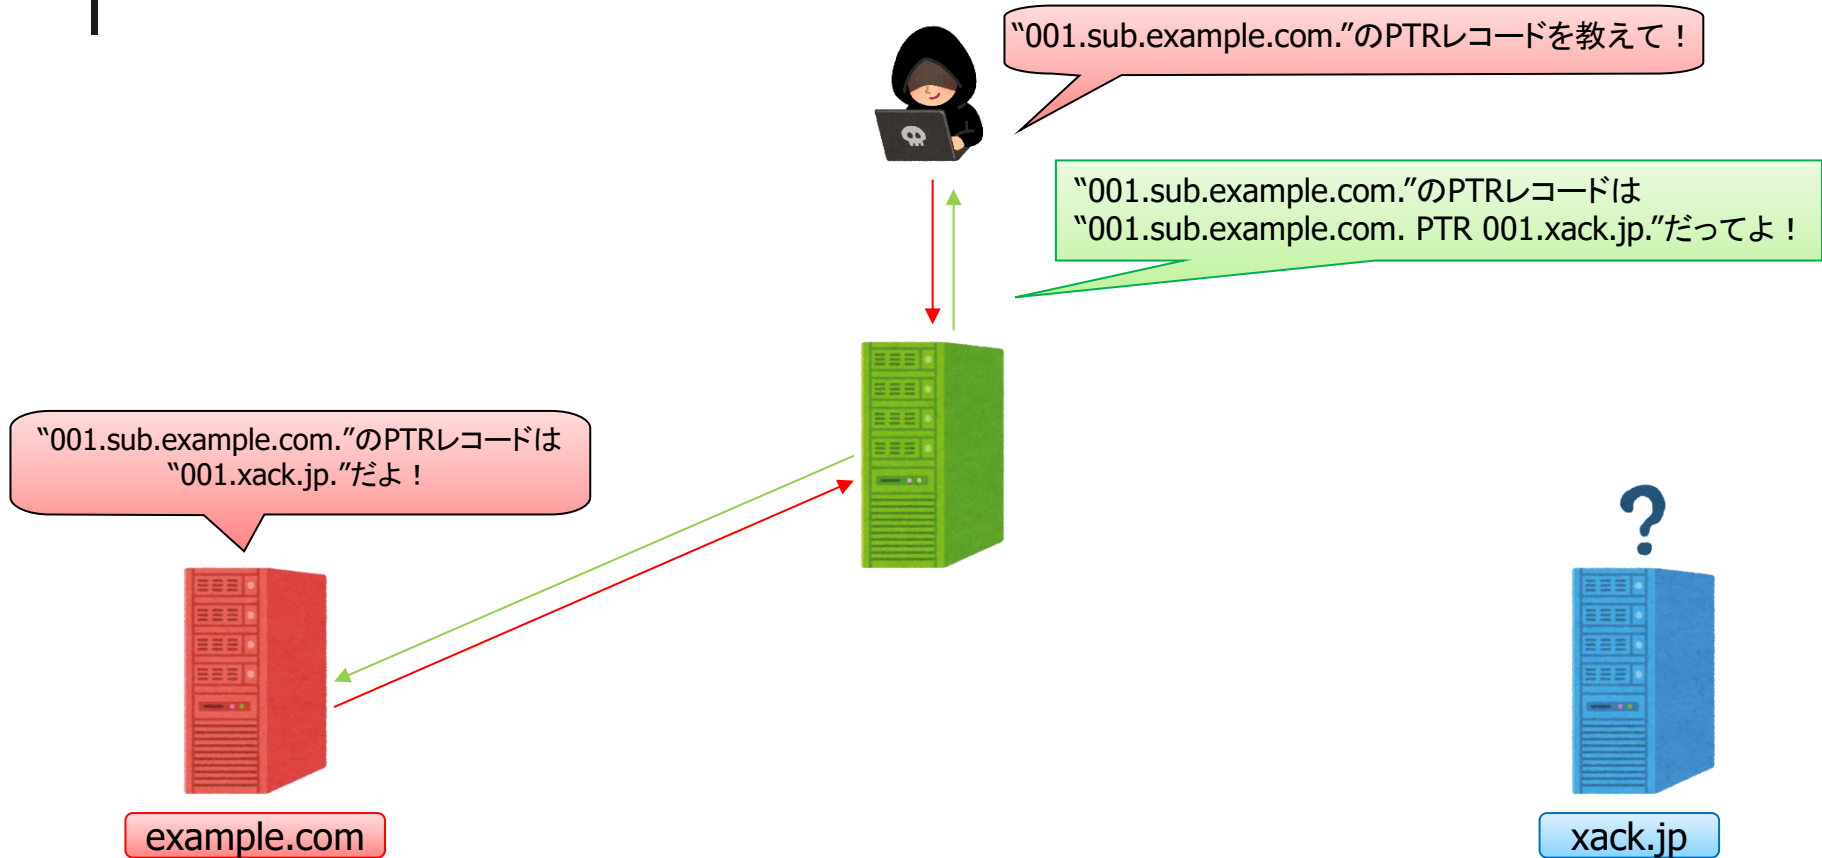 “001.sub.example.com.”のPTRレコードを教えて！
“001.sub.example.com.”のPTRレコードは
“001.sub.example.com. PTR 001.xack.jp.”だってよ！
“001.sub.example.com.”のPTRレコードは
“001.xack.jp.”だよ！
?
example.com
xack.jp